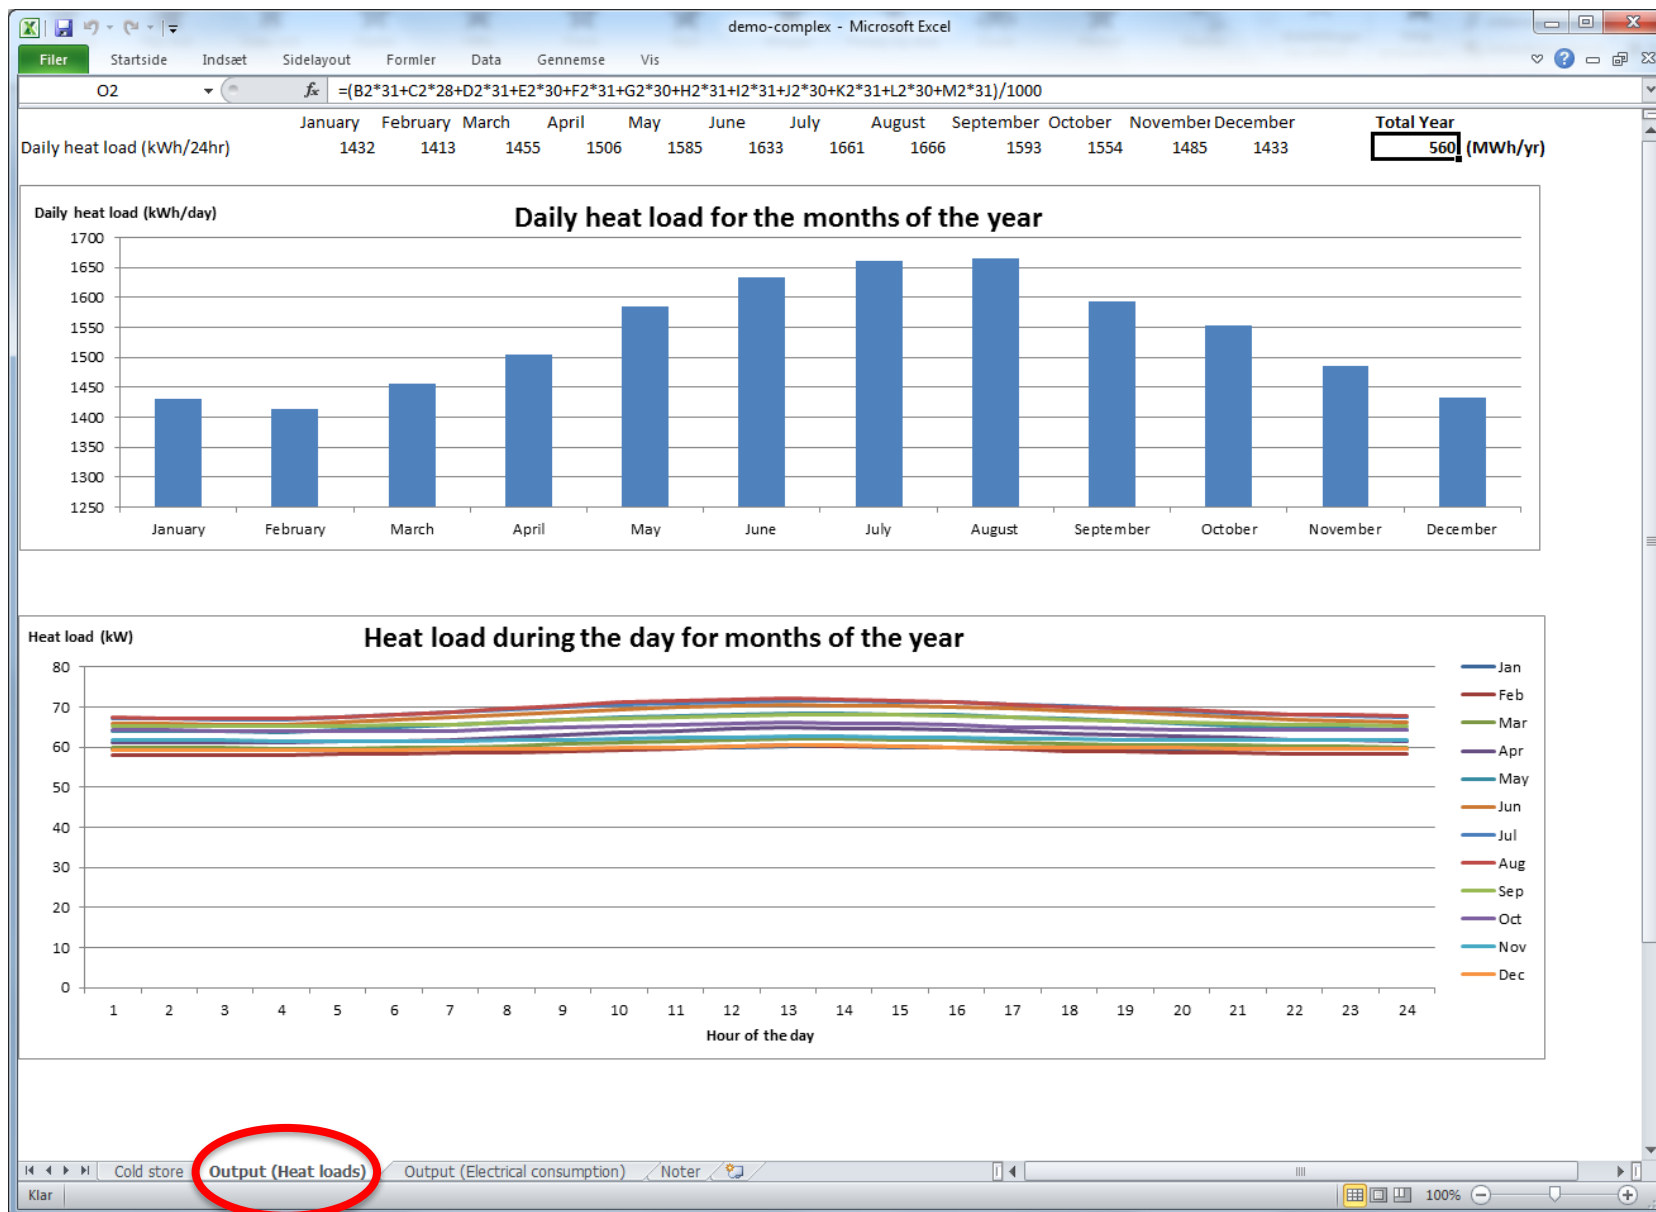 demo-complex - Microsoft Excel
Filer Startside Indsæt Sidelayout Formler Data Gennemse Vis
O2 fx =(B2*31+C2*28+D2*31+E2*30+F2*31+G2*30+H2*31+I2*31+J2*30+K2*31+L2*30+M2*31)/1000
January February March April May June July August September October November December Total Year
Daily heat load (kWh/24hr) 1432 1413 1455 1506 1585 1633 1661 1666 1593 1554 1485 1433 560 (MWh/yr)
Daily heat load (kWh/day)
Daily heat load for the months of the year
1700
1650
1600
1550
1500
1450
1400
1350
1300
1250
January February March April May June July August September October November December
Heat load (kW)
Heat load during the day for months of the year
80
70
60
50
40
30
20
10
0
Jan
Feb
Mar
Apr
May
Jun
Jul
Aug
Sep
Oct
Nov
Dec
1 2 3 4 5 6 7 8 9 10 11 12 13 14 15 16 17 18 19 20 21 22 23 24
Hour of the day
Cold store Output (Heat loads) Output (Electrical consumption) Noter
Klar 100%